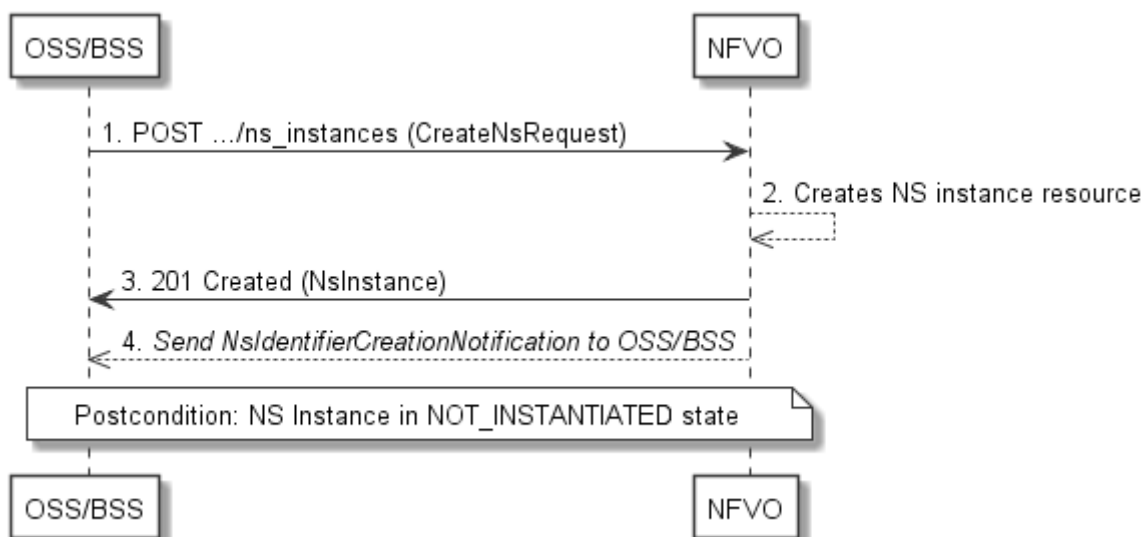 OSS/BSS
NFVO
1. POST .../ns_instances (CreateNsRequest)
2. Creates NS instance resource
3. 201 Created (NsInstance)
4. Send NsIdentifierCreationNotification to OSS/BSS
Postcondition: NS Instance in NOT_INSTANTIATED state
OSS/BSS
NFVO